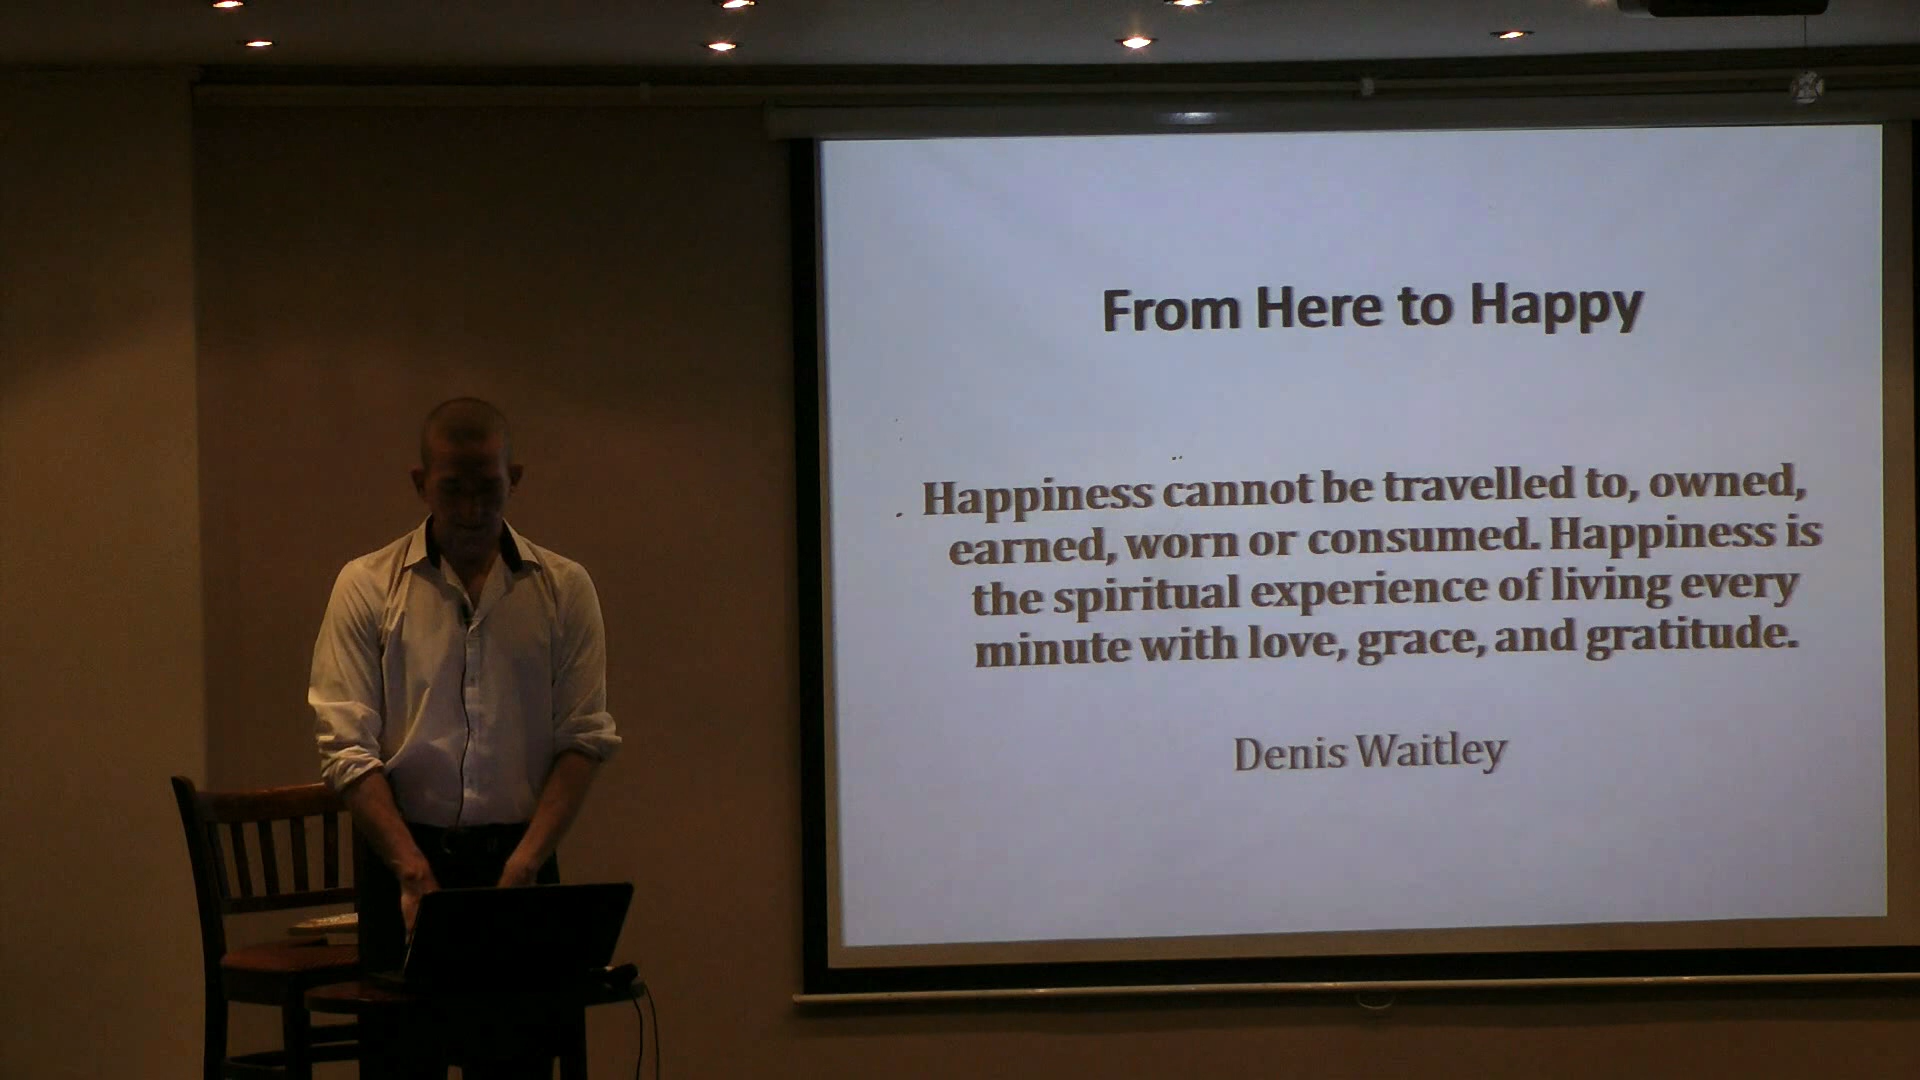 From Here to Happy
Happiness cannot be travelled to, owned,
earned, worn or consumed. Happiness is
the spiritual experience of living every
minute with love, grace, and gratitude.
Denis Waitley